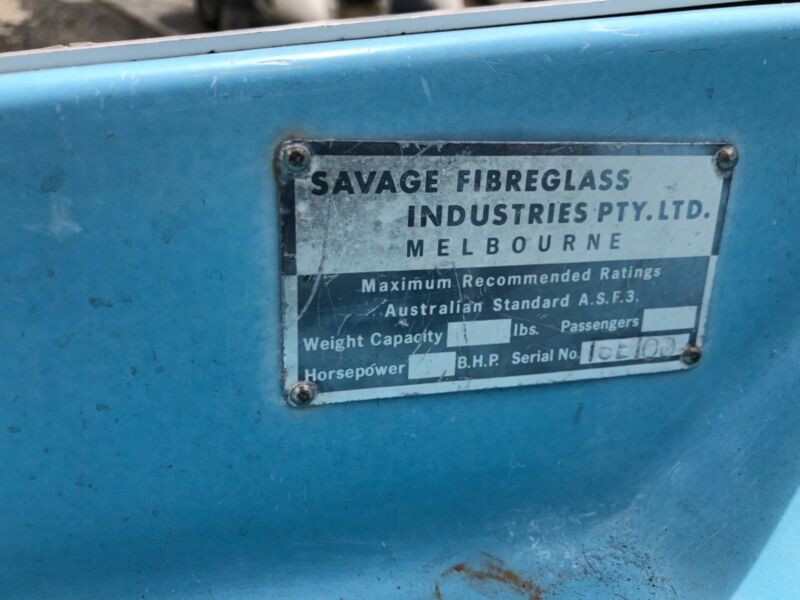 SAVAGE FIBREGLASS
INDUSTRIES PTY. LTD.
MELBOURNE
Maximum Recommended Ratings
Australian Standard A.S.F.3.
Weight Capacity lbs. Passengers
Horsepower B.H.P. Serial No.